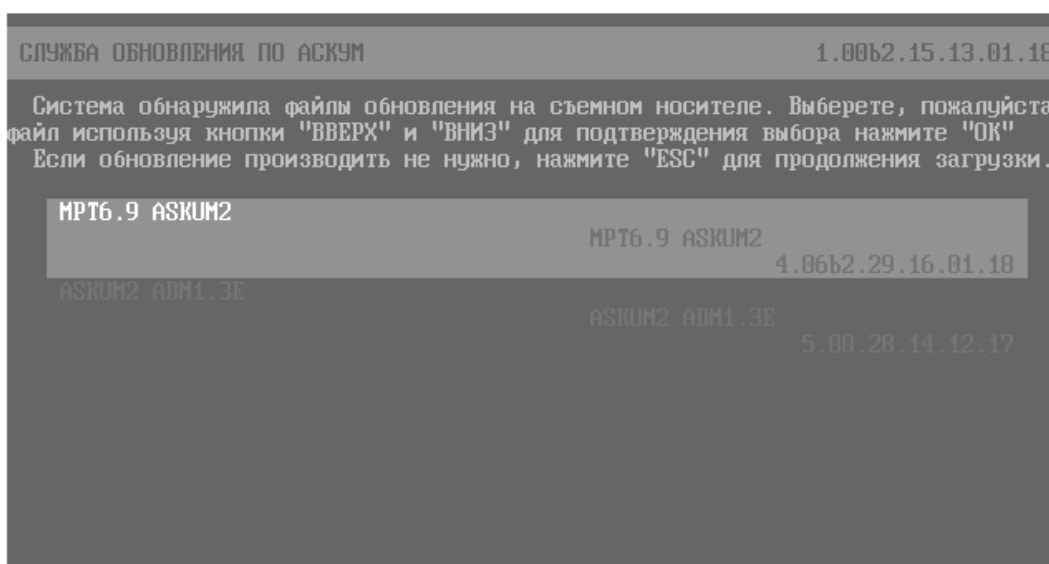 СЛУЖБА ОБНОВЛЕНИЯ ПО АСКУМ 1.00b2.15.13.01.18
Система обнаружила файлы обновления на съемном носителе. Выберете, пожалуйста
файл используя кнопки "ВВЕРХ" и "ВНИЗ" для подтверждения выбора нажмите "ОК"
Если обновление производить не нужно, нажмите "ESC" для продолжения загрузки.
МРТ6.9 ASKUM2
МРТ6.9 ASKUM2
4.06b2.29.16.01.18
ASKUM2 ADM1.3E
ASKUM2 ADM1.3E
5.00.28.14.12.17